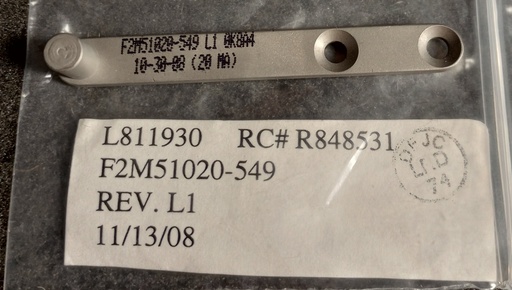 F2M51020-549 L1 0K8A4
10-30-08 (20 MA)
L811930 RC# R848531
F2M51020-549
REV. L1
11/13/08
74